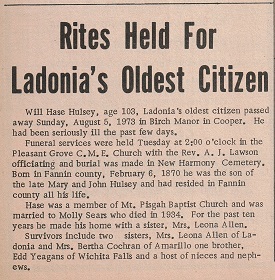 Rites Held For
Ladonia's Oldest Citizen
Will Hase Hulsey, age 103, Ladonia's oldest citizen passed
away Sunday, August 5, 1973 in Birch Manor in Cooper. He
had been seriously ill the past few days.
Funeral services were held Tuesday at 2:00 o'clock in the
Pleasant Grove C.M.E. Church with the Rev. A. J. Lawson
officiating and burial was made in New Harmony Cemetery.
Born in Fannin county, February 6, 1870 he was the son of
the late Mary and John Hulsey and had resided in Fannin
county all his life.
Hase was a member of Mt. Pisgah Baptist Church and was
married to Molly Sears who died in 1934. For the past ten
years he made his home with a sister, Mrs. Leona Allen.
Survivors include two sisters, Mrs. Leona Allen of La-
donia and Mrs. Bertha Cochran of Amarillo one brother,
Edd Yeagans of Wichita Falls and a host of nieces and neph-
ews.